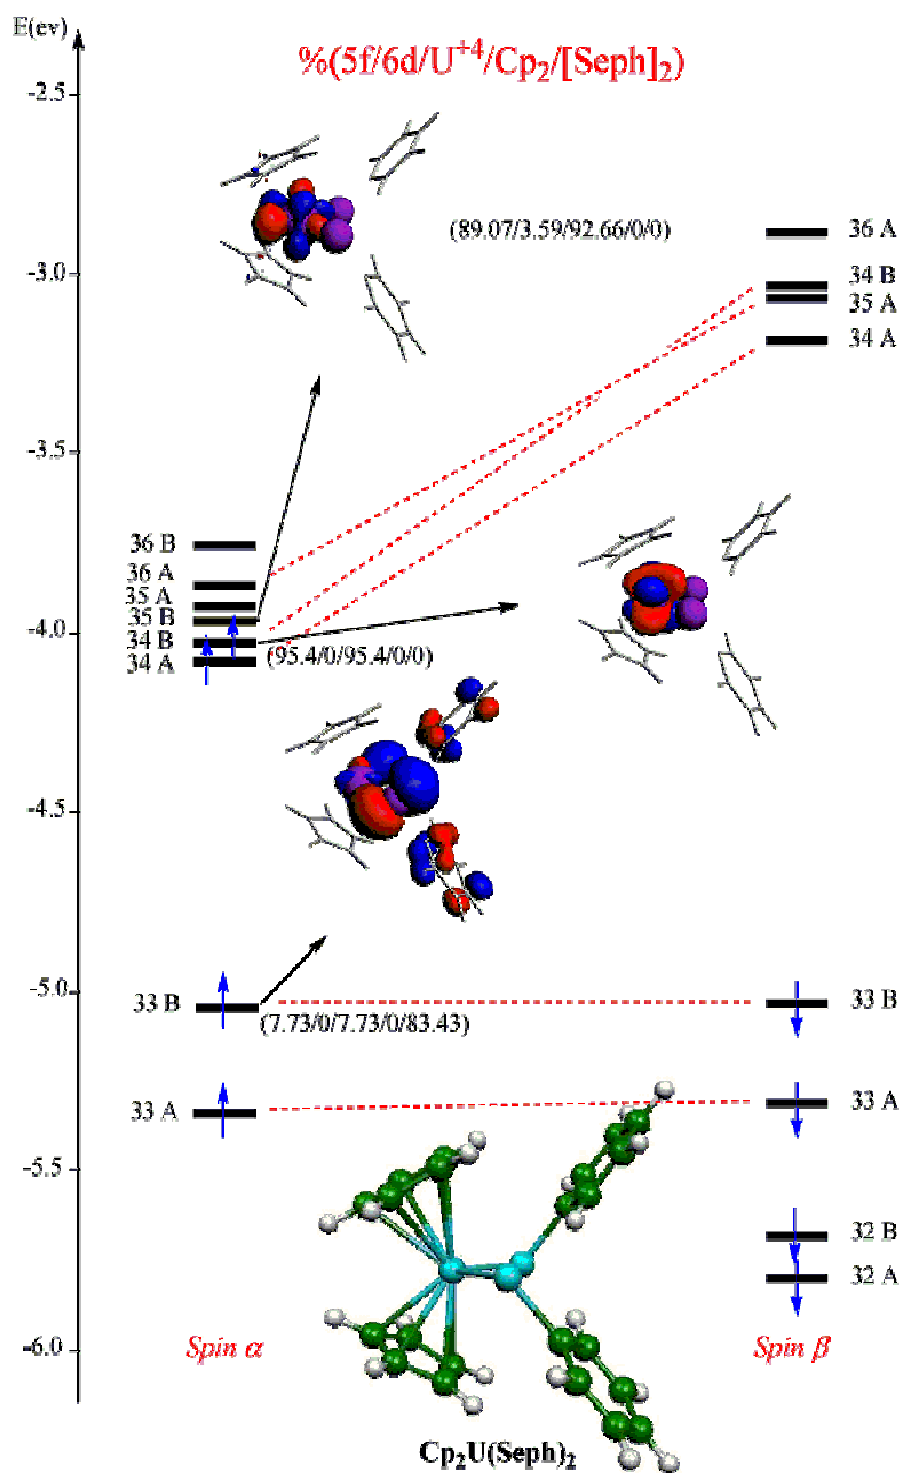 E(ev)
%(5f/6d/U⁺⁴/Cp₂/[Seph]₂)
-2.5
(89.07/3.59/92.66/0/0)
36 A
-3.0
34 B
35 A
34 A
-3.5
36 B
36 A
35 A
35 B
-4.0
34 B
34 A
(95.4/0/95.4/0/0)
-4.5
-5.0
33 B
33 B
(7.73/0/7.73/0/83.43)
33 A
33 A
-5.5
32 B
32 A
-6.0
Spin α
Spin β
Cp₂U(Seph)₂